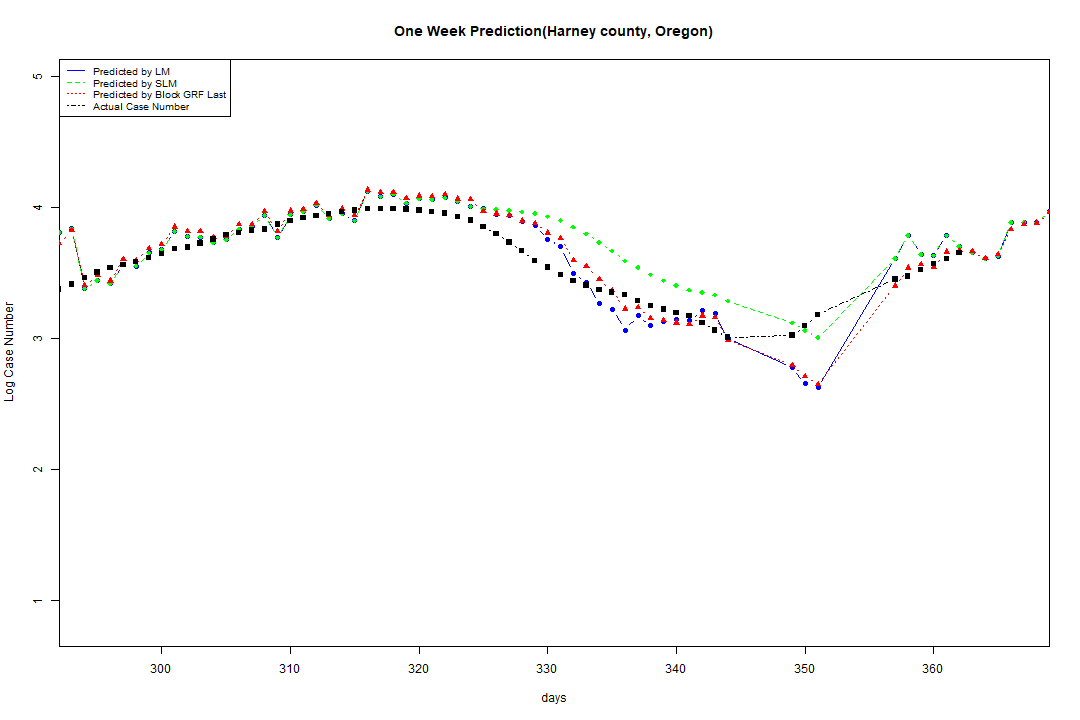 One Week Prediction(Harney county, Oregon)
Predicted by LM
Predicted by SLM
Predicted by Block GRF Last
Actual Case Number
5
4
3
2
1
Log Case Number
300 310 320 330 340 350 360
days